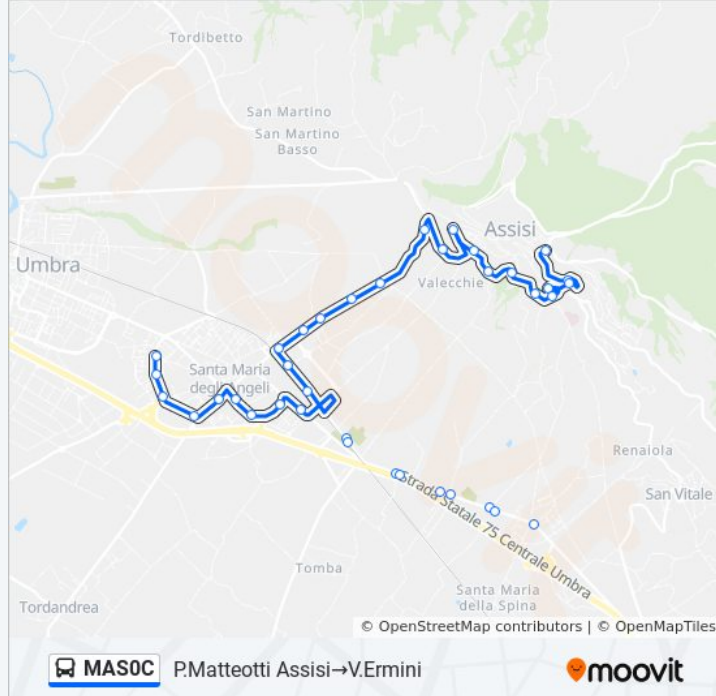 Tordibetto
San Martino
San Martino
Basso
Assisi
Umbra
Valecchie
Santa Maria
degli Angeli
Renaiola
San Vitale
Strada Statale 75 Centrale Umbra
Tomba
Santa Maria
della Spina
Tordandrea
© OpenStreetMap contributors | © OpenMapTiles
MAS0C P.Matteotti Assisi→V.Ermini
moovit